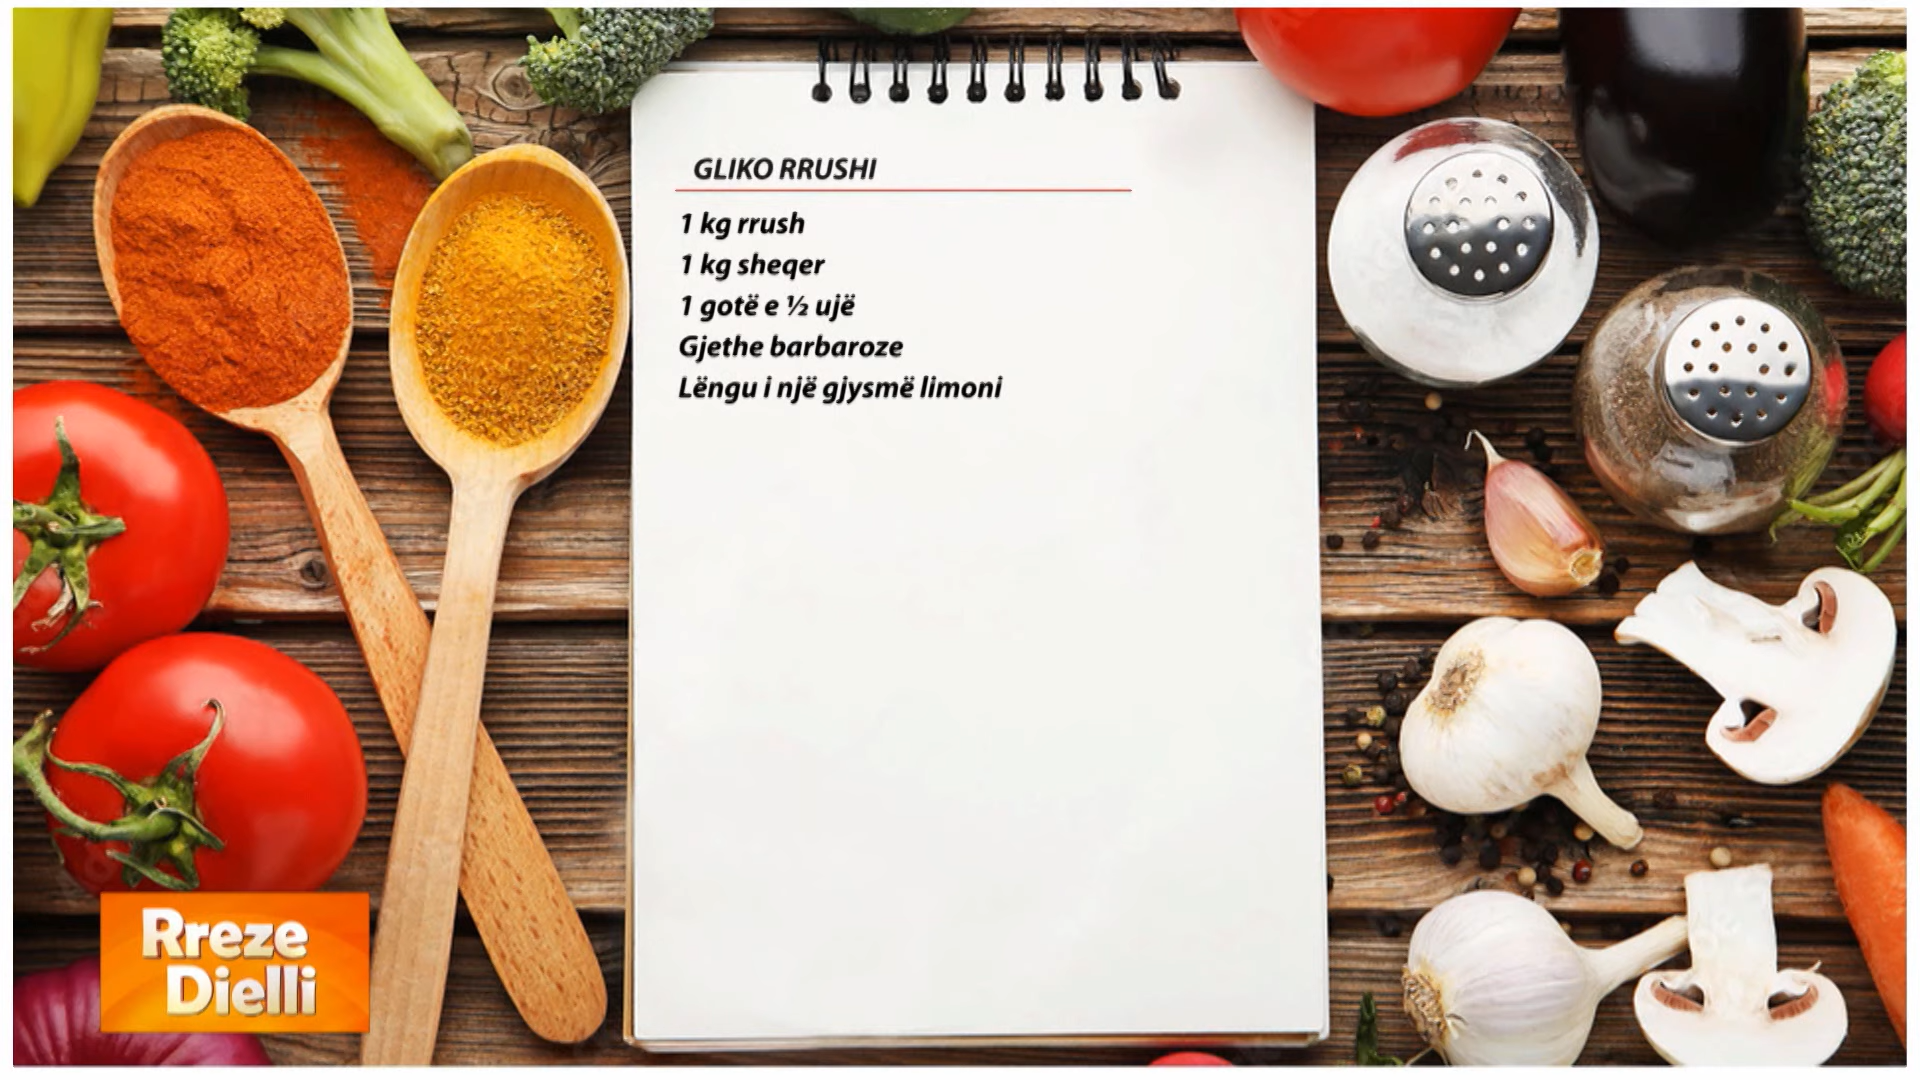 GLIKO RRUSHI
1 kg rrush
1 kg sheqer
1 gotë e ½ ujë
Gjethe barbaroze
Lëngu i një gjysmë limoni
Rreze
Dielli